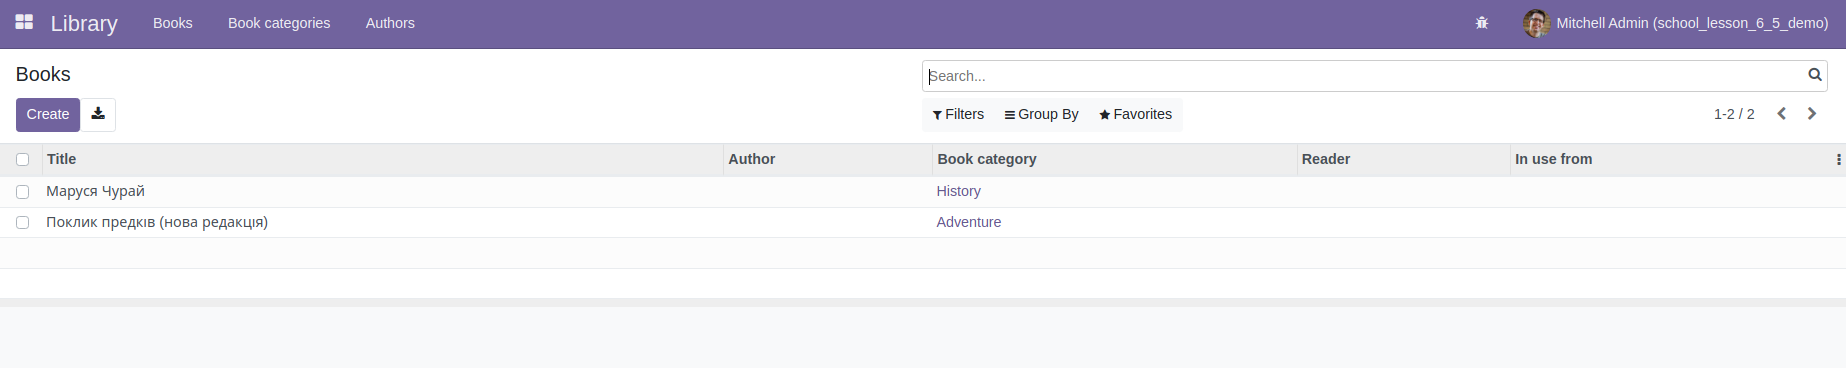 Library Books Book categories Authors Mitchell Admin (school_lesson_6_5_demo)
Books Search...
Create Filters Group By Favorites 1-2 / 2
Title Author Book category Reader In use from
Маруся Чурай History
Поклик предків (нова редакція) Adventure